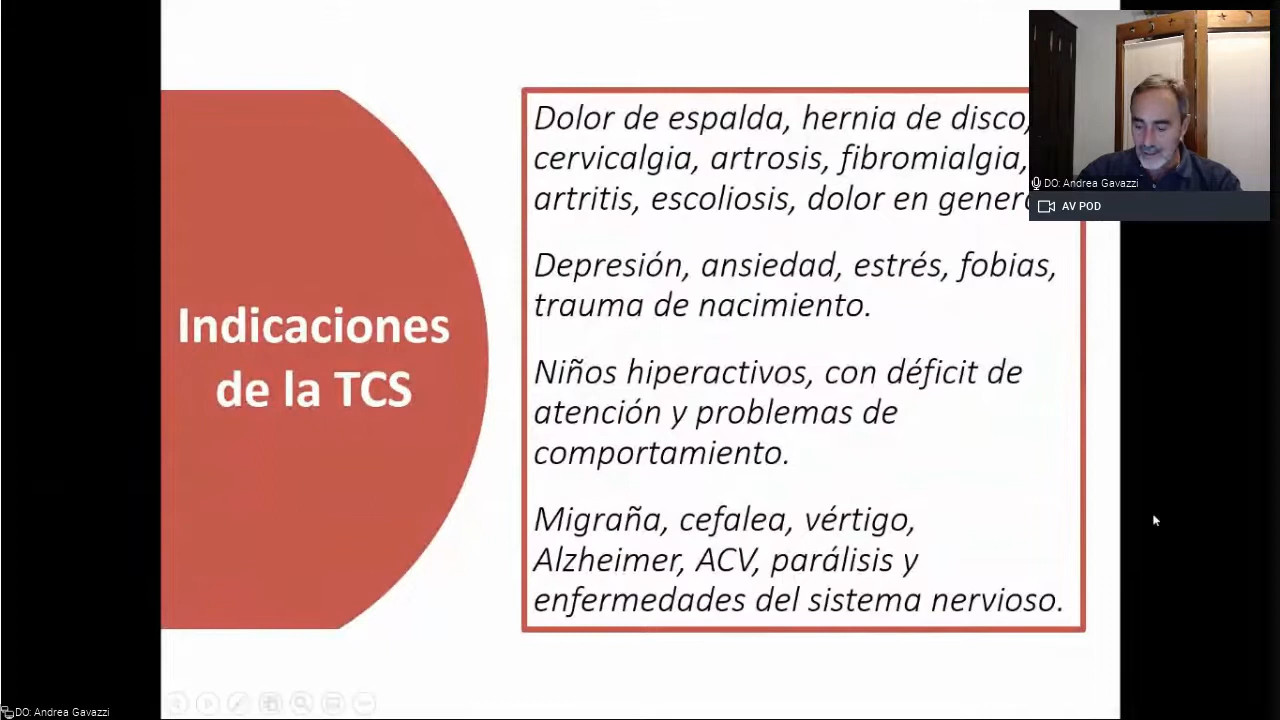 Indicaciones
de la TCS
Dolor de espalda, hernia de disco,
cervicalgia, artrosis, fibromialgia,
artritis, escoliosis, dolor en
Depresión, ansiedad, estrés, fobias,
trauma de nacimiento.
Niños hiperactivos, con déficit de
atención y problemas de
comportamiento.
Migraña, cefalea, vértigo,
Alzheimer, ACV, parálisis y
enfermedades del sistema nervioso.
DO: Andrea Gavazzi
AV POD
DO: Andrea Gavazzi